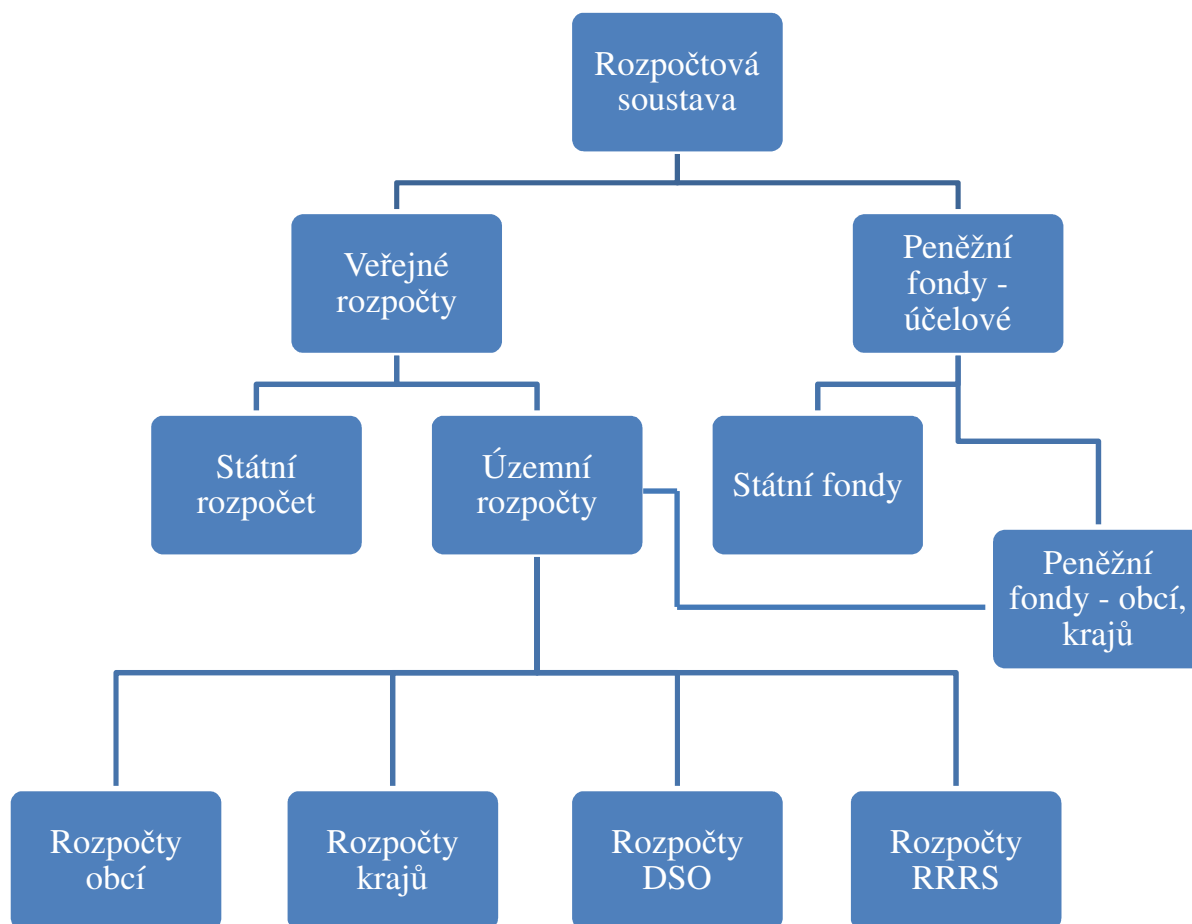 Rozpočtová
soustava
Veřejné
rozpočty
Peněžní
fondy -
účelové
Státní
rozpočet
Územní
rozpočty
Státní fondy
Peněžní
fondy - obcí,
krajů
Rozpočty
obcí
Rozpočty
krajů
Rozpočty
DSO
Rozpočty
RRRS